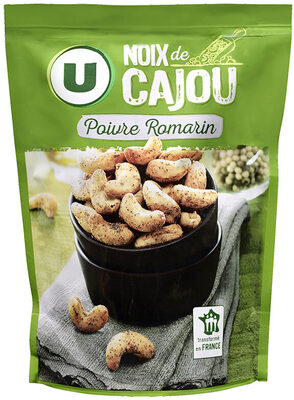 U
NOIX de
CAJOU
Poivre Romarin
Transformé
en FRANCE